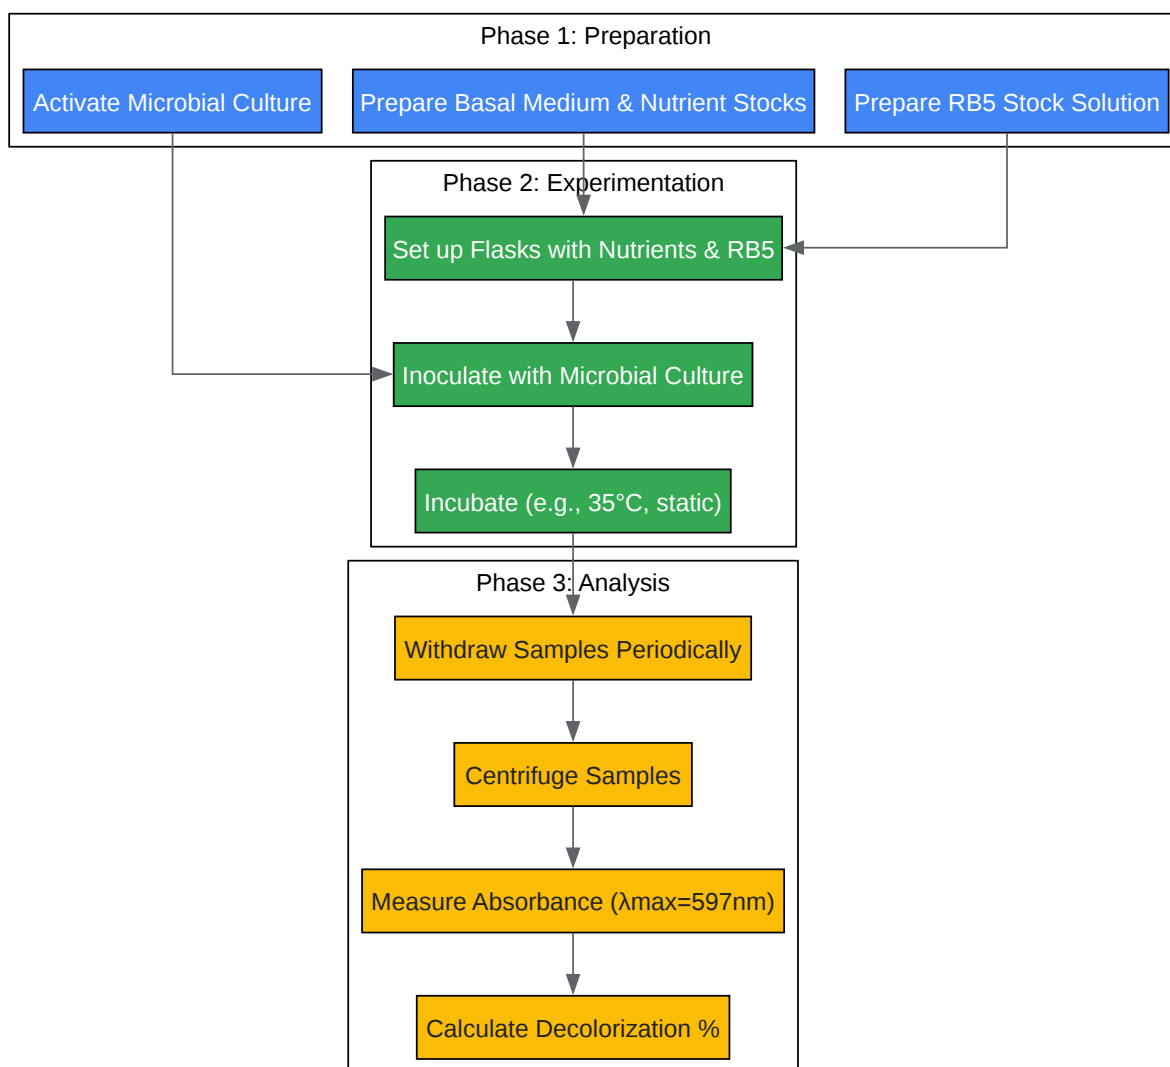 Phase 1: Preparation
Activate Microbial Culture
Prepare Basal Medium & Nutrient Stocks
Prepare RB5 Stock Solution
Phase 2: Experimentation
Set up Flasks with Nutrients & RB5
Inoculate with Microbial Culture
Incubate (e.g., 35°C, static)
Phase 3: Analysis
Withdraw Samples Periodically
Centrifuge Samples
Measure Absorbance (λmax=597nm)
Calculate Decolorization %